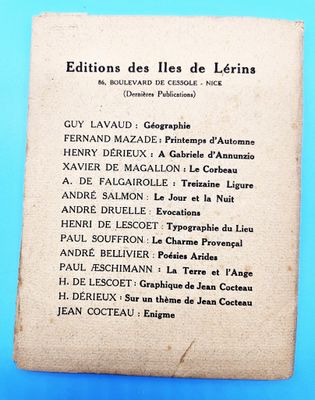 Editions des Iles de Lérins
86, BOULEVARD DE CESSOLE - NICE
(Dernières Publications)
GUY LAVAUD : Géographie
FERNAND MAZADE : Printemps d'Automne
HENRY DÉRIEUX : A Gabriele d'Annunzio
XAVIER DE MAGALLON : Le Corbeau
A. DE FALGAIROLLE : Treizaine Ligure
ANDRÉ SALMON : Le Jour et la Nuit
ANDRÉ DRUELLE : Evocations
HENRI DE LESCOET : Typographie du Lieu
PAUL SOUFFRON : Le Charme Provençal
ANDRÉ BELLIVIER : Poésies Arides
PAUL ÆSCHIMANN : La Terre et l'Ange
H. DE LESCOET : Graphique de Jean Cocteau
H. DÉRIEUX : Sur un thème de Jean Cocteau
JEAN COCTEAU : Enigme